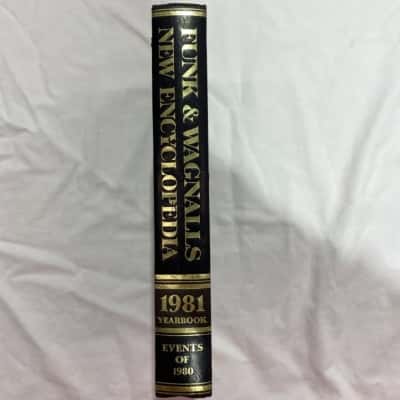 FUNK & WAGNALLS
NEW ENCYCLOPEDIA
1981
YEARBOOK
EVENTS
OF
1980